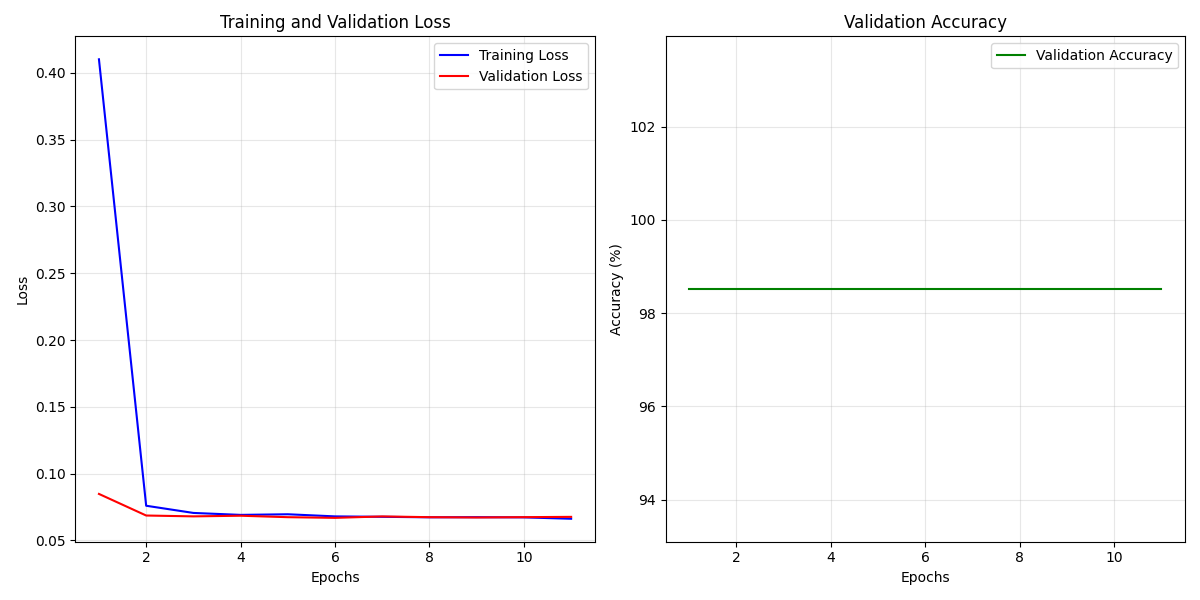 Training and Validation Loss
Training Loss
Validation Loss
0.40
0.35
0.30
0.25
0.20
0.15
0.10
0.05
Loss
2 4 6 8 10
Epochs
Validation Accuracy
Validation Accuracy
102
100
98
96
94
Accuracy (%)
2 4 6 8 10
Epochs